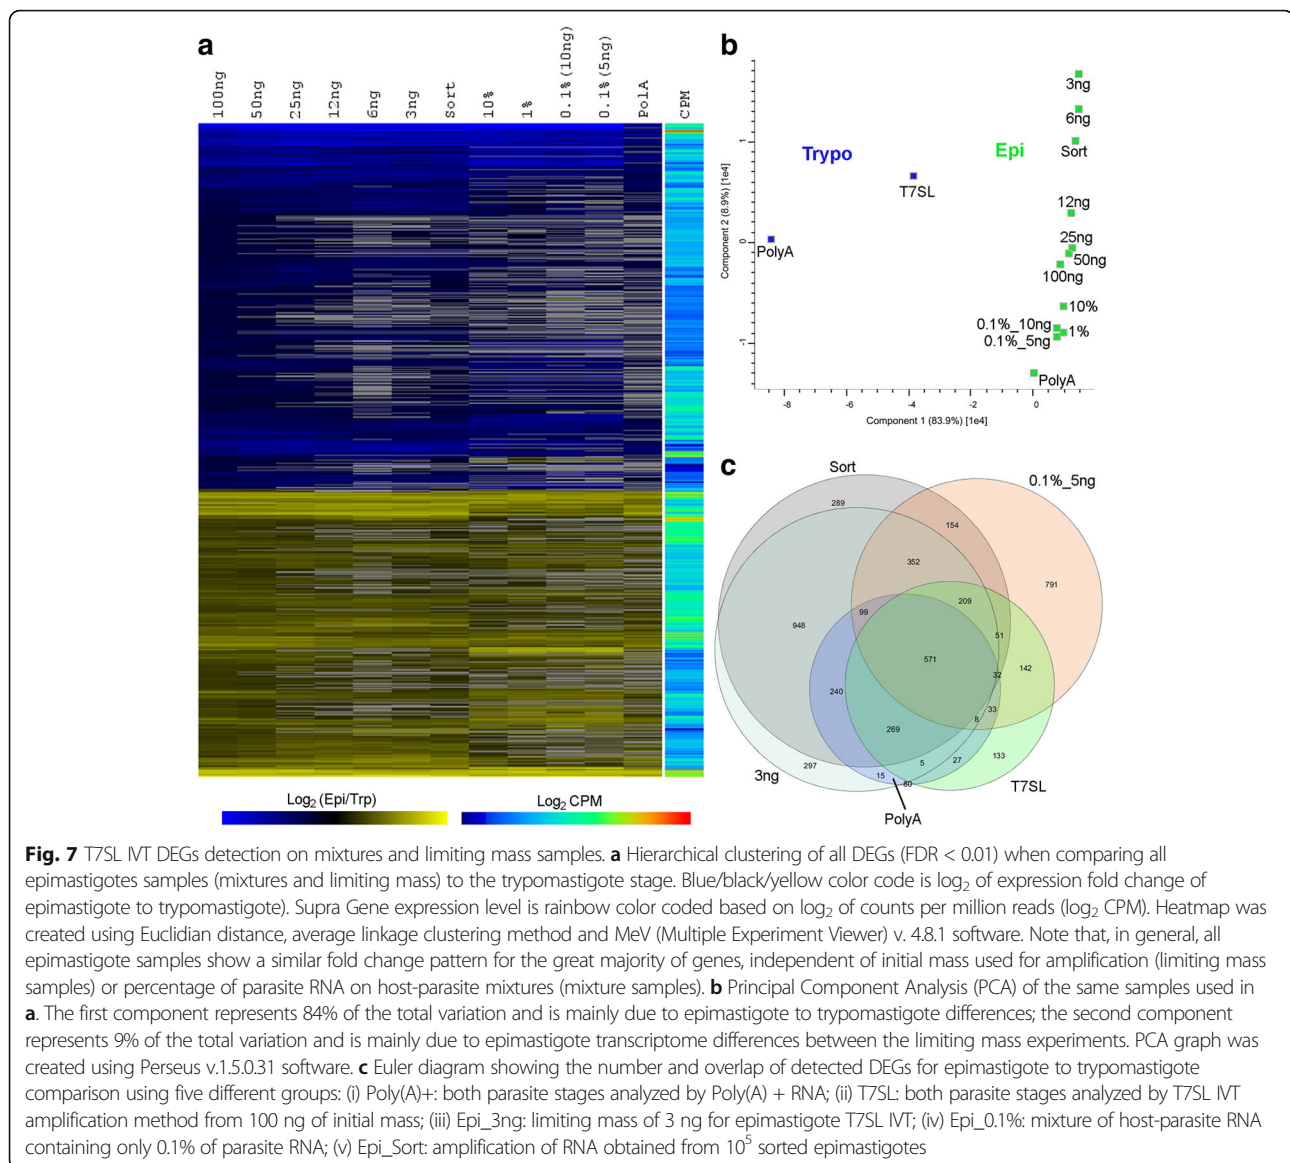 a
100ng 50ng 25ng 12ng 6ng 3ng sort 10% 1% 0.1%(10ng) 0.1%(5ng) PolA CPM
Log2 (Epi/Trp)
Log2 CPM
b
Component 2 (8.9%) [1e4]
1
0
-1
Trypo
Epi
3ng
6ng
Sort
T7SL
12ng
PolyA
25ng
50ng
100ng
10%
0.1%_10ng
1%
0.1%_5ng
PolyA
-8 -6 -4 -2 0
Component 1 (83.9%) [1e4]
c
Sort
0.1%_5ng
289
154
352
791
209
99
948
51
571
142
32
240
33
8
269
133
297
5
27
15
80
3ng
T7SL
PolyA
Fig. 7 T7SL IVT DEGs detection on mixtures and limiting mass samples. a Hierarchical clustering of all DEGs (FDR < 0.01) when comparing all
epimastigotes samples (mixtures and limiting mass) to the trypomastigote stage. Blue/black/yellow color code is log2 of expression fold change of
epimastigote to trypomastigote). Supra Gene expression level is rainbow color coded based on log2 of counts per million reads (log2 CPM). Heatmap was
created using Euclidian distance, average linkage clustering method and MeV (Multiple Experiment Viewer) v. 4.8.1 software. Note that, in general, all
epimastigote samples show a similar fold change pattern for the great majority of genes, independent of initial mass used for amplification (limiting mass
samples) or percentage of parasite RNA on host-parasite mixtures (mixture samples). b Principal Component Analysis (PCA) of the same samples used in
a. The first component represents 84% of the total variation and is mainly due to epimastigote to trypomastigote differences; the second component
represents 9% of the total variation and is mainly due to epimastigote transcriptome differences between the limiting mass experiments. PCA graph was
created using Perseus v.1.5.0.31 software. c Euler diagram showing the number and overlap of detected DEGs for epimastigote to trypomastigote
comparison using five different groups: (i) Poly(A)+: both parasite stages analyzed by Poly(A) + RNA; (ii) T7SL: both parasite stages analyzed by T7SL IVT
amplification method from 100 ng of initial mass; (iii) Epi_3ng: limiting mass of 3 ng for epimastigote T7SL IVT; (iv) Epi_0.1%: mixture of host-parasite RNA
containing only 0.1% of parasite RNA; (v) Epi_Sort: amplification of RNA obtained from 10^5 sorted epimastigotes